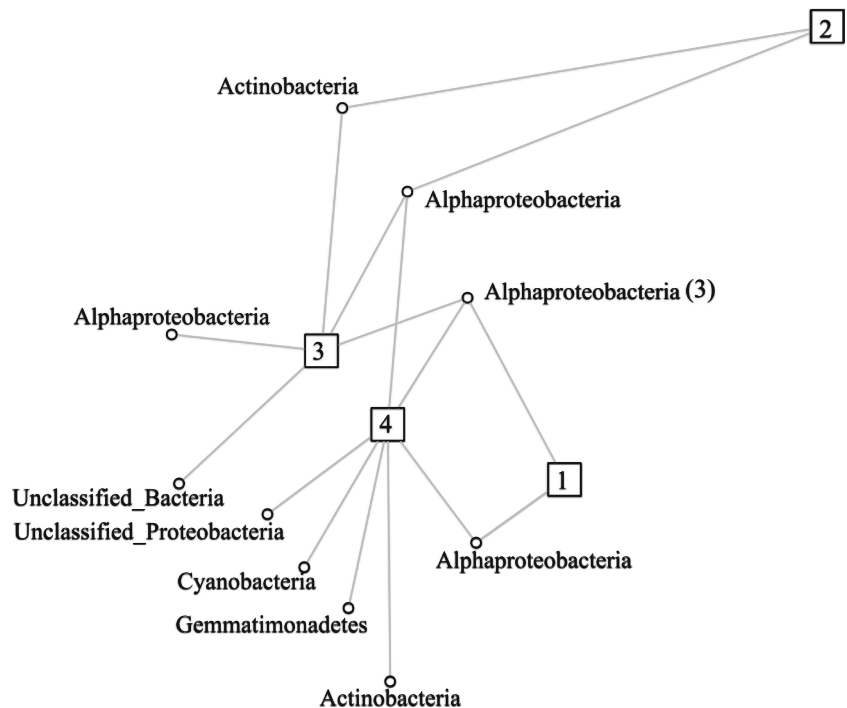 2
Actinobacteria
Alphaproteobacteria
Alphaproteobacteria (3)
Alphaproteobacteria
3
4
1
Unclassified_Bacteria
Unclassified_Proteobacteria
Alphaproteobacteria
Cyanobacteria
Gemmatimonadetes
Actinobacteria